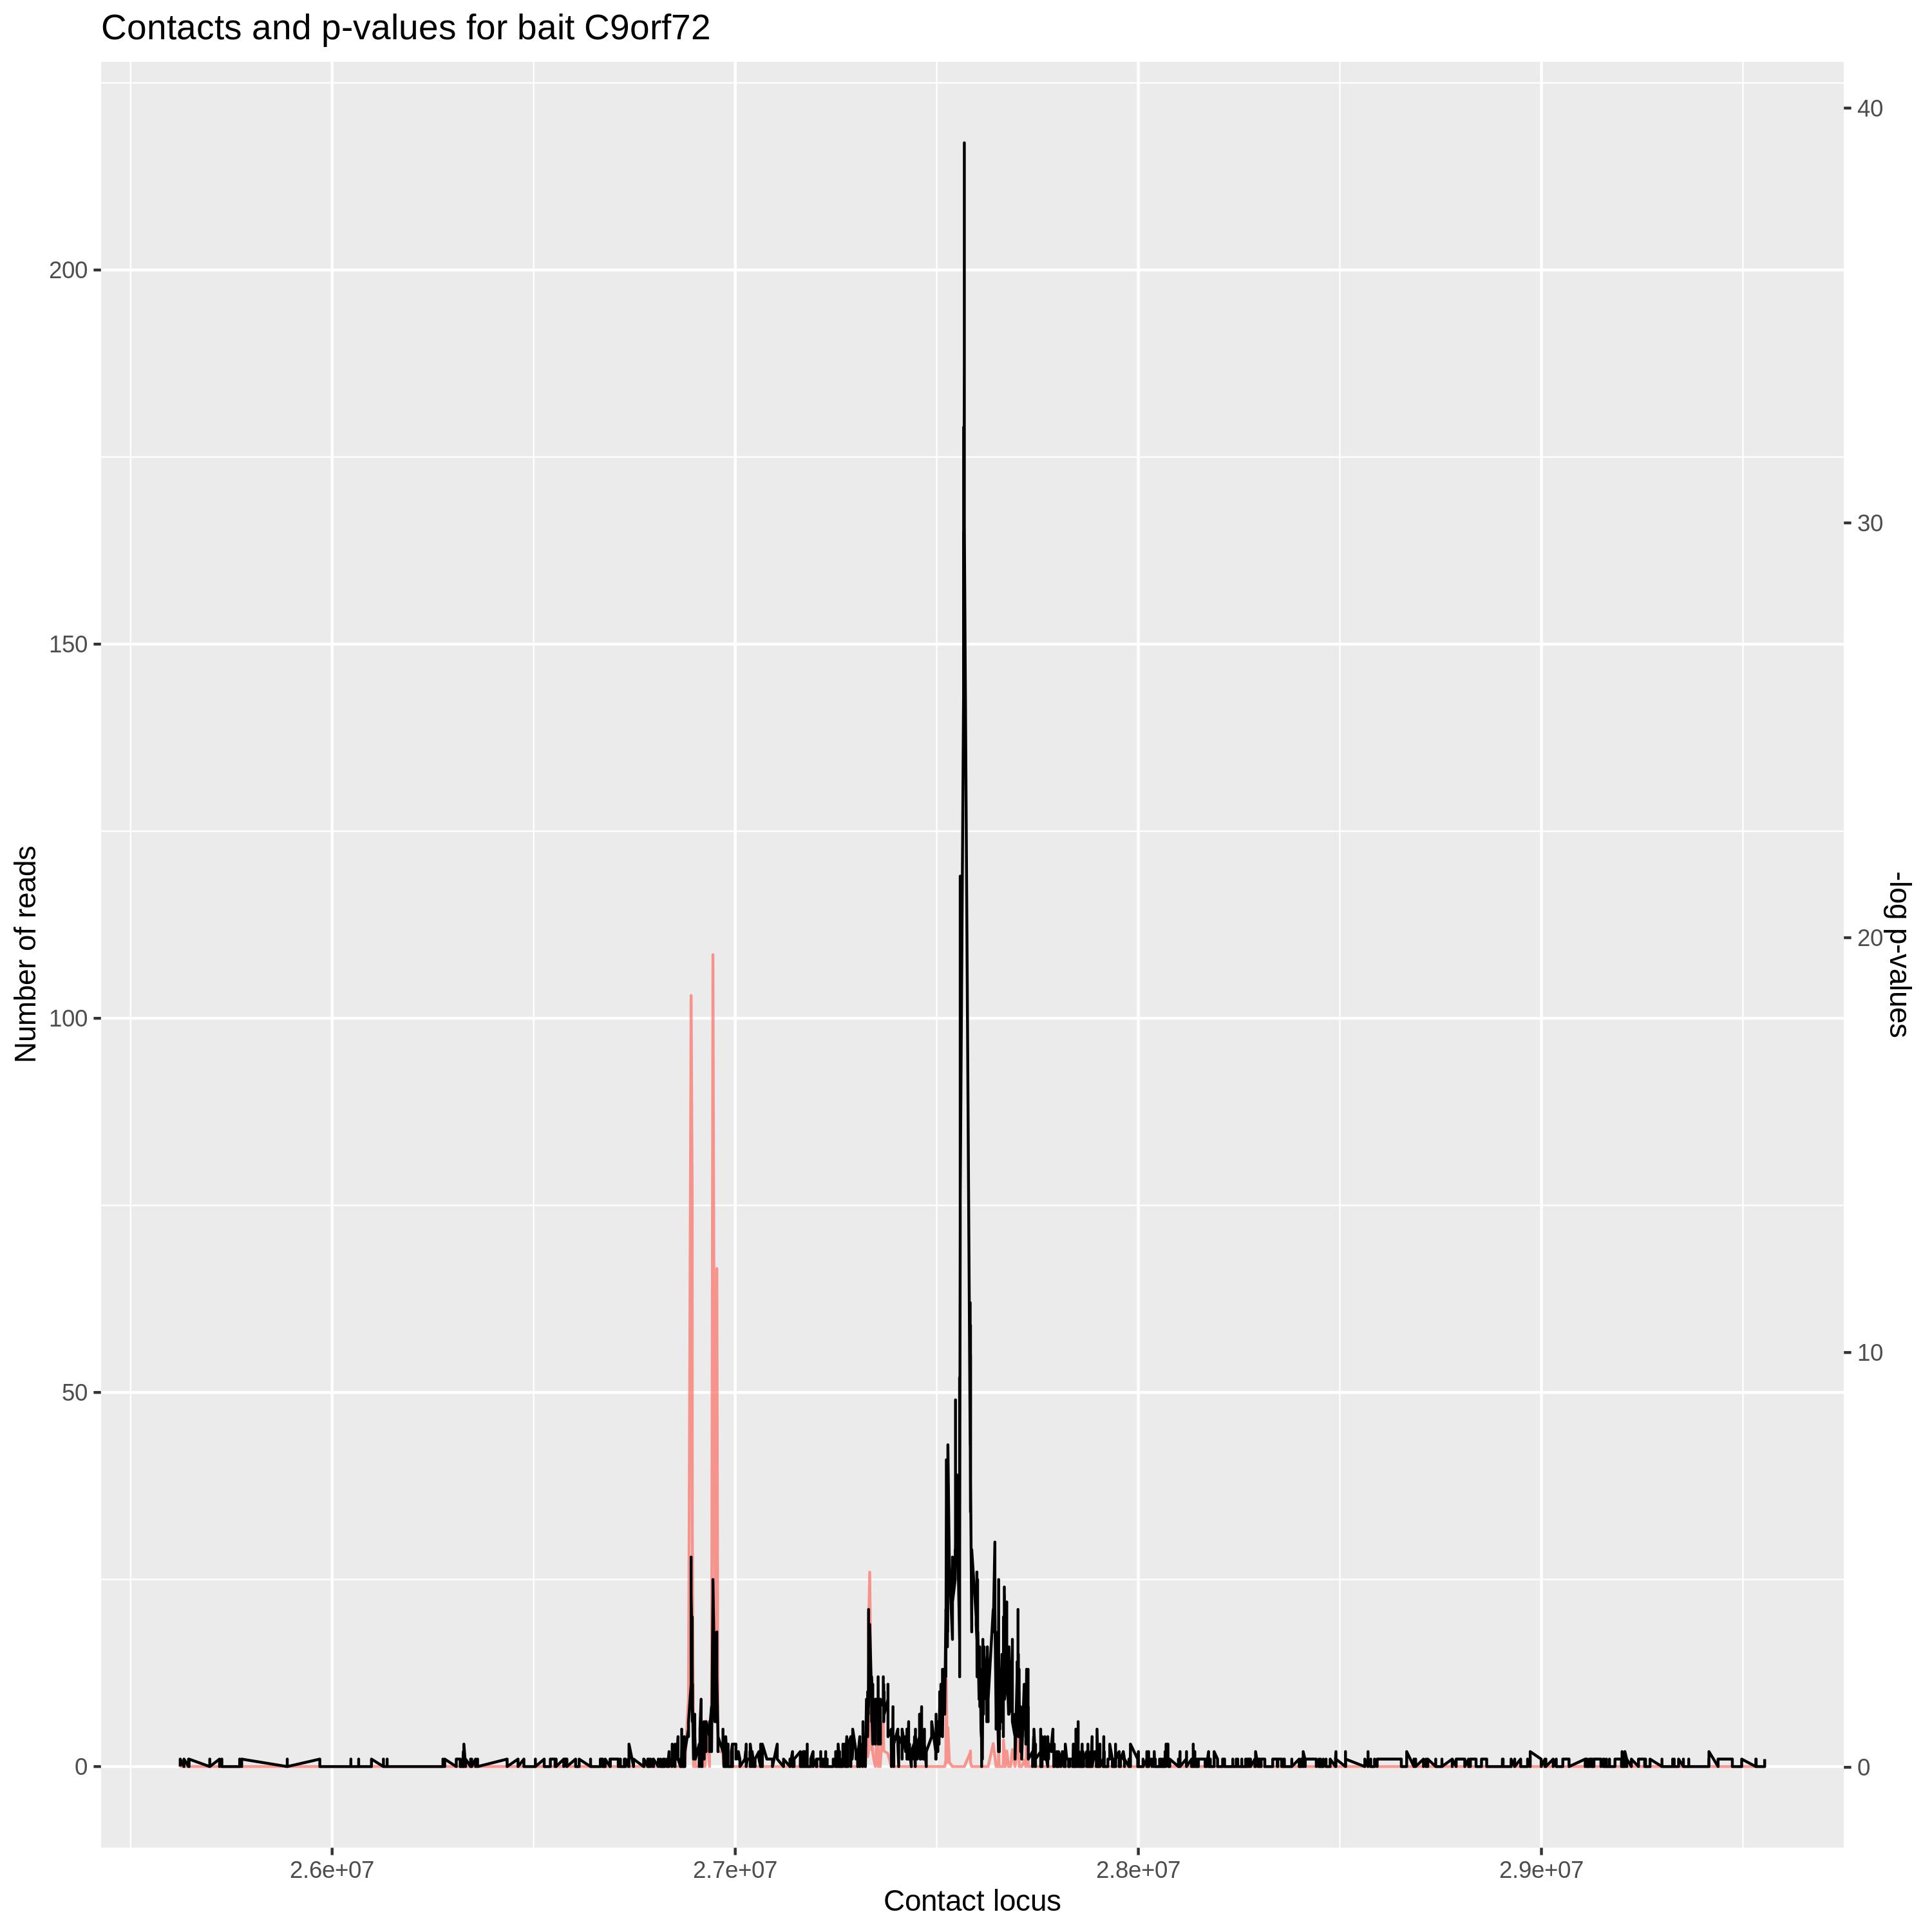 Contacts and p-values for bait C9orf72
Number of reads
200
150
100
50
0
40
30
20
10
0
-log p-values
2.6e+07
2.7e+07
2.8e+07
2.9e+07
Contact locus